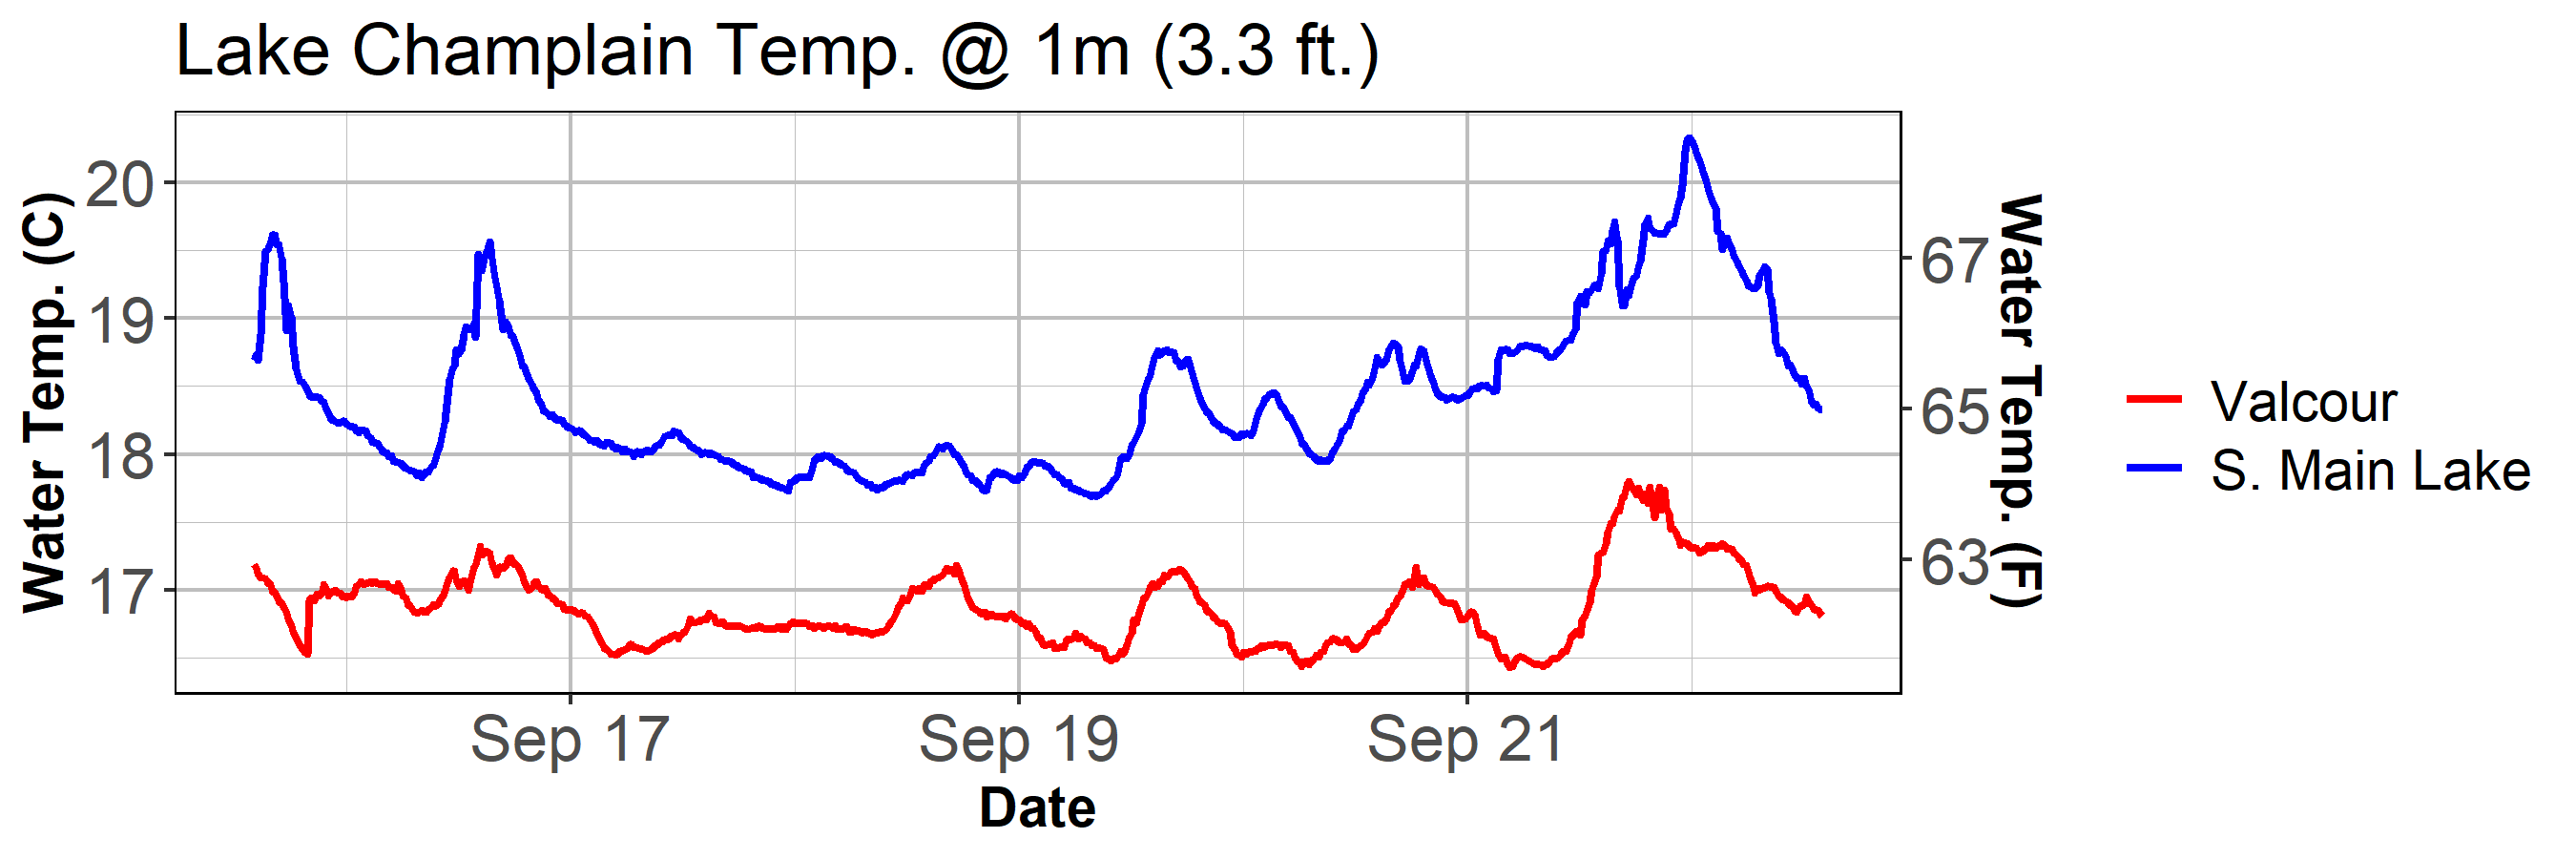 Lake Champlain Temp. @ 1m (3.3 ft.)
Water Temp. (C)
20
19
18
17
Water Temp. (F)
67
65
63
Sep 17
Sep 19
Sep 21
Date
Valcour
S. Main Lake